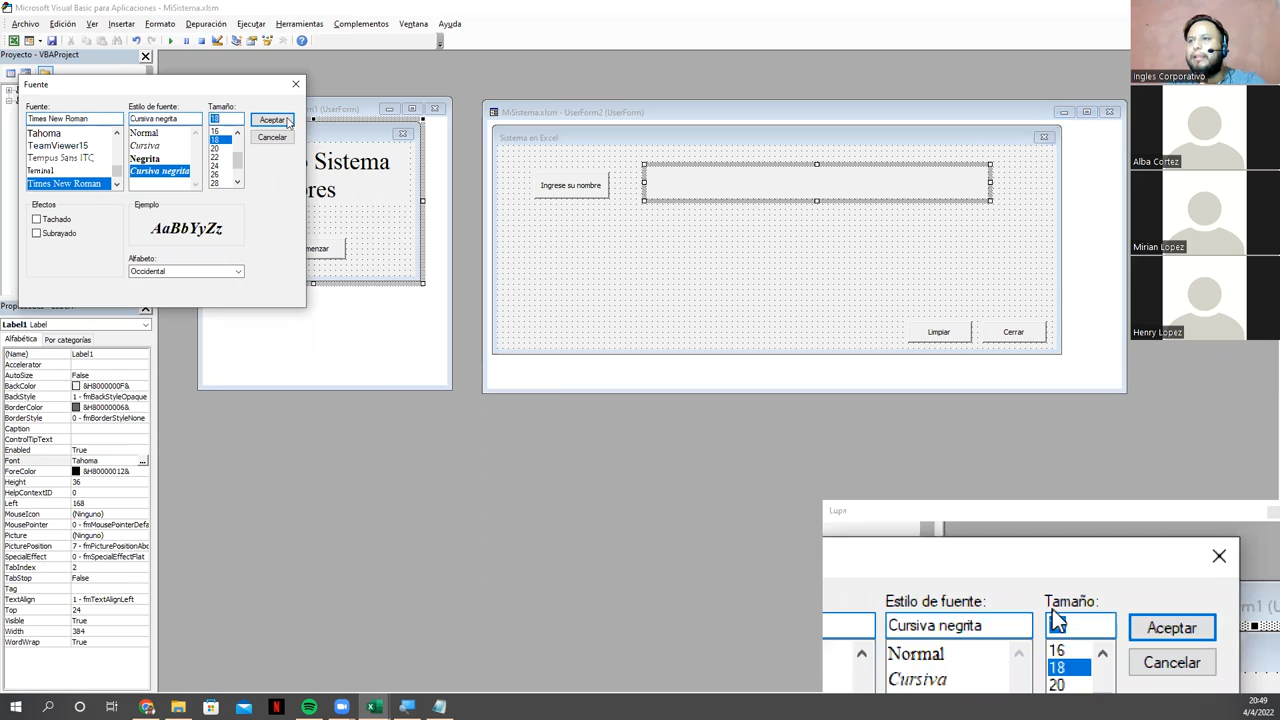 Microsoft Visual Basic para Aplicaciones - MiSistema.xlsm
Archivo Edición Ver Insertar Formato Depuración Ejecutar Herramientas Complementos Ventana Ayuda
Proyecto - VBAProject
Fuente
Fuente: Estilo de fuente: Tamaño:
Times New Roman Cursiva negrita 18 Aceptar
Cancelar
Tahoma
TeamViewer15
Tempus Sans ITC
Terminal
Times New Roman
Normal
Cursiva
Negrita
Cursiva negrita
16
18
20
22
24
26
28
Efectos
Tachado
Subrayado
Ejemplo
AaBbYyZz
Alfabeto:
Occidental
1 (UserForm)
Sistema
res
menzar
MiSistema.xlsm - UserForm2 (UserForm)
Sistema en Excel
Ingrese su nombre
Limpiar Cerrar
Label1 Label
Alfabética Por categorías
(Name) Label1
Accelerator
AutoSize False
BackColor &H8000000F&
BackStyle 1 - fmBackStyleOpaque
BorderColor &H80000006&
BorderStyle 0 - fmBorderStyleNone
Caption
ControlTipText
Enabled True
Font Tahoma ...
ForeColor &H80000012&
Height 36
HelpContextID 0
Left 168
MouseIcon (Ninguno)
MousePointer 0 - fmMousePointerDefa
Picture (Ninguno)
PicturePosition 7 - fmPicturePositionAbc
SpecialEffect 0 - fmSpecialEffectFlat
TabIndex 2
TabStop False
Tag
TextAlign 1 - fmTextAlignLeft
Top 24
Visible True
Width 384
WordWrap True
Ingles Corporativo
Alba Cortez
Mirian Lopez
Henry Lopez
Lupa
Estilo de fuente: Tamaño:
Cursiva negrita Aceptar
Normal 16
Cursiva 18 Cancelar
20
orm1 (
20:49
4/4/2022